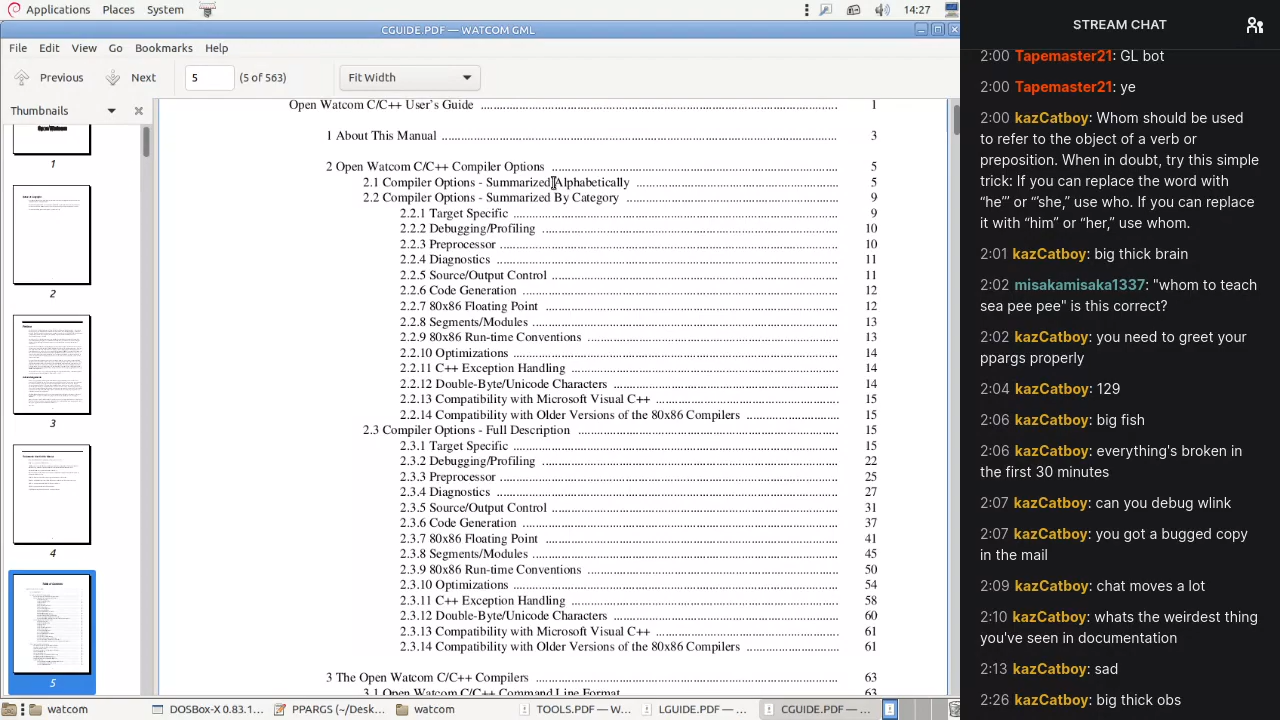 Applications Places System 14:27
CGUIDE.PDF — WATCOM GML
File Edit View Go Bookmarks Help
Previous Next 5 (5 of 563) Fit Width
Thumbnails
1
2
3
4
5
Open Watcom C/C++ User's Guide 1
1 About This Manual 3
2 Open Watcom C/C++ Compiler Options 5
2.1 Compiler Options - Summarized Alphabetically 5
2.2 Compiler Options - Summarized By Category 9
2.2.1 Target Specific 9
2.2.2 Debugging/Profiling 10
2.2.3 Preprocessor 10
2.2.4 Diagnostics 11
2.2.5 Source/Output Control 11
2.2.6 Code Generation 12
2.2.7 80x86 Floating Point 12
2.2.8 Segments/Modules 13
2.2.9 80x86 Run-time Conventions 13
2.2.10 Optimizations 14
2.2.11 C++ Exception Handling 14
2.2.12 Double-Byte/Unicode Characters 14
2.2.13 Compatibility with Microsoft Visual C++ 15
2.2.14 Compatibility with Older Versions of the 80x86 Compilers 15
2.3 Compiler Options - Full Description 15
2.3.1 Target Specific 15
2.3.2 Debugging/Profiling 22
2.3.3 Preprocessor 25
2.3.4 Diagnostics 27
2.3.5 Source/Output Control 31
2.3.6 Code Generation 37
2.3.7 80x86 Floating Point 41
2.3.8 Segments/Modules 45
2.3.9 80x86 Run-time Conventions 50
2.3.10 Optimizations 54
2.3.11 C++ Exception Handling 58
2.3.12 Double-Byte/Unicode Characters 60
2.3.13 Compatibility with Microsoft Visual C++ 61
2.3.14 Compatibility with Older Versions of the 80x86 Compilers 61
3 The Open Watcom C/C++ Compilers 63
3.1 Open Watcom C/C++ Command Line Format 63
watcom DOSBox-X 0.83.1... PPARGS — Desk... watcom TOOLS.PDF — W... LGUIDE.PDF — ... CGUIDE.PDF — ...
STREAM CHAT
2:00 Tapemaster21: GL bot
2:00 Tapemaster21: ye
2:00 kazCatboy: Whom should be used
to refer to the object of a verb or
preposition. When in doubt, try this simple
trick: If you can replace the word with
“he”” or “”she,” use who. If you can replace
it with “him” or “her,” use whom.
2:01 kazCatboy: big thick brain
2:02 misakamisaka1337: "whom to teach
sea pee pee" is this correct?
2:02 kazCatboy: you need to greet your
ppargs properly
2:04 kazCatboy: 129
2:06 kazCatboy: big fish
2:06 kazCatboy: everything's broken in
the first 30 minutes
2:07 kazCatboy: can you debug wlink
2:07 kazCatboy: you got a bugged copy
in the mail
2:09 kazCatboy: chat moves a lot
2:10 kazCatboy: whats the weirdest thing
you've seen in documentation
2:13 kazCatboy: sad
2:26 kazCatboy: big thick obs